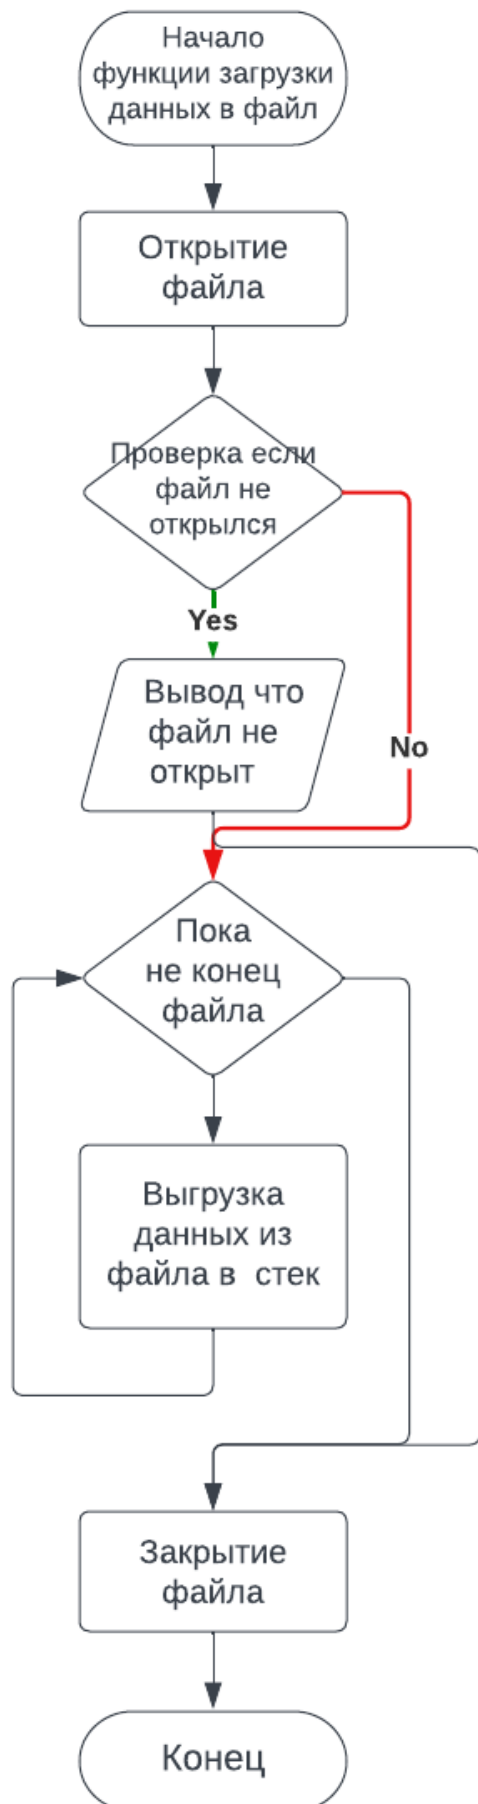 Начало
функции загрузки
данных в файл
Открытие
файла
Проверка если
файл не
открылся
Yes
Вывод что
файл не
открыт
No
Пока
не конец
файла
Выгрузка
данных из
файла в  стек
Закрытие
файла
Конец